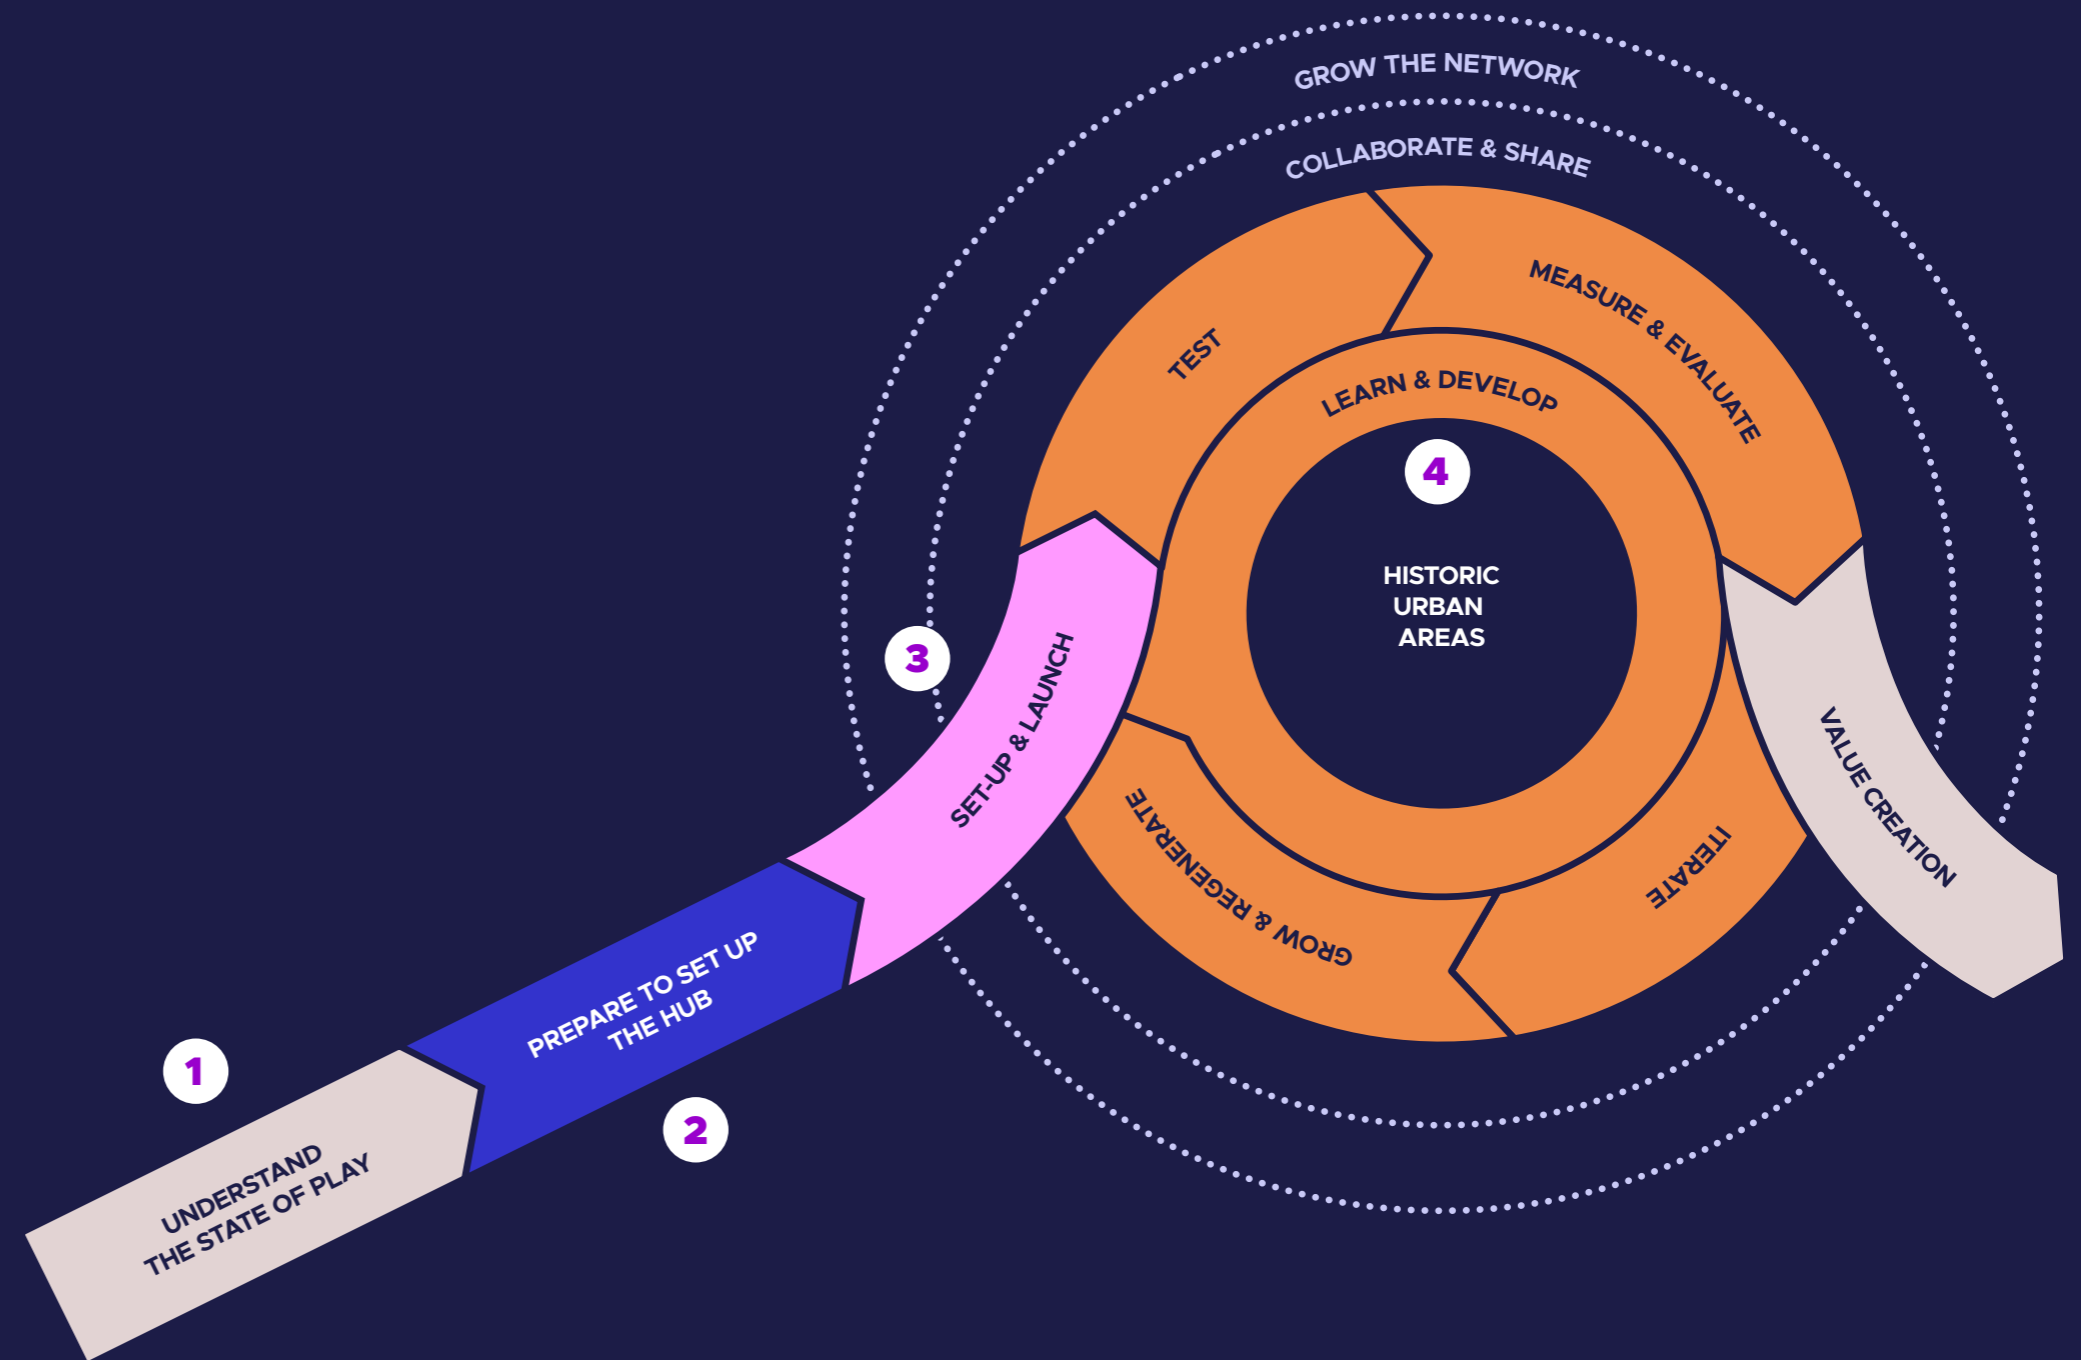 GROW THE NETWORK
COLLABORATE & SHARE
MEASURE & EVALUATE
TEST
LEARN & DEVELOP
4
HISTORIC
URBAN
AREAS
3
SET-UP & LAUNCH
VALUE CREATION
GROW & REGENERATE
ITERATE
PREPARE TO SET UP
THE HUB
1
2
UNDERSTAND
THE STATE OF PLAY